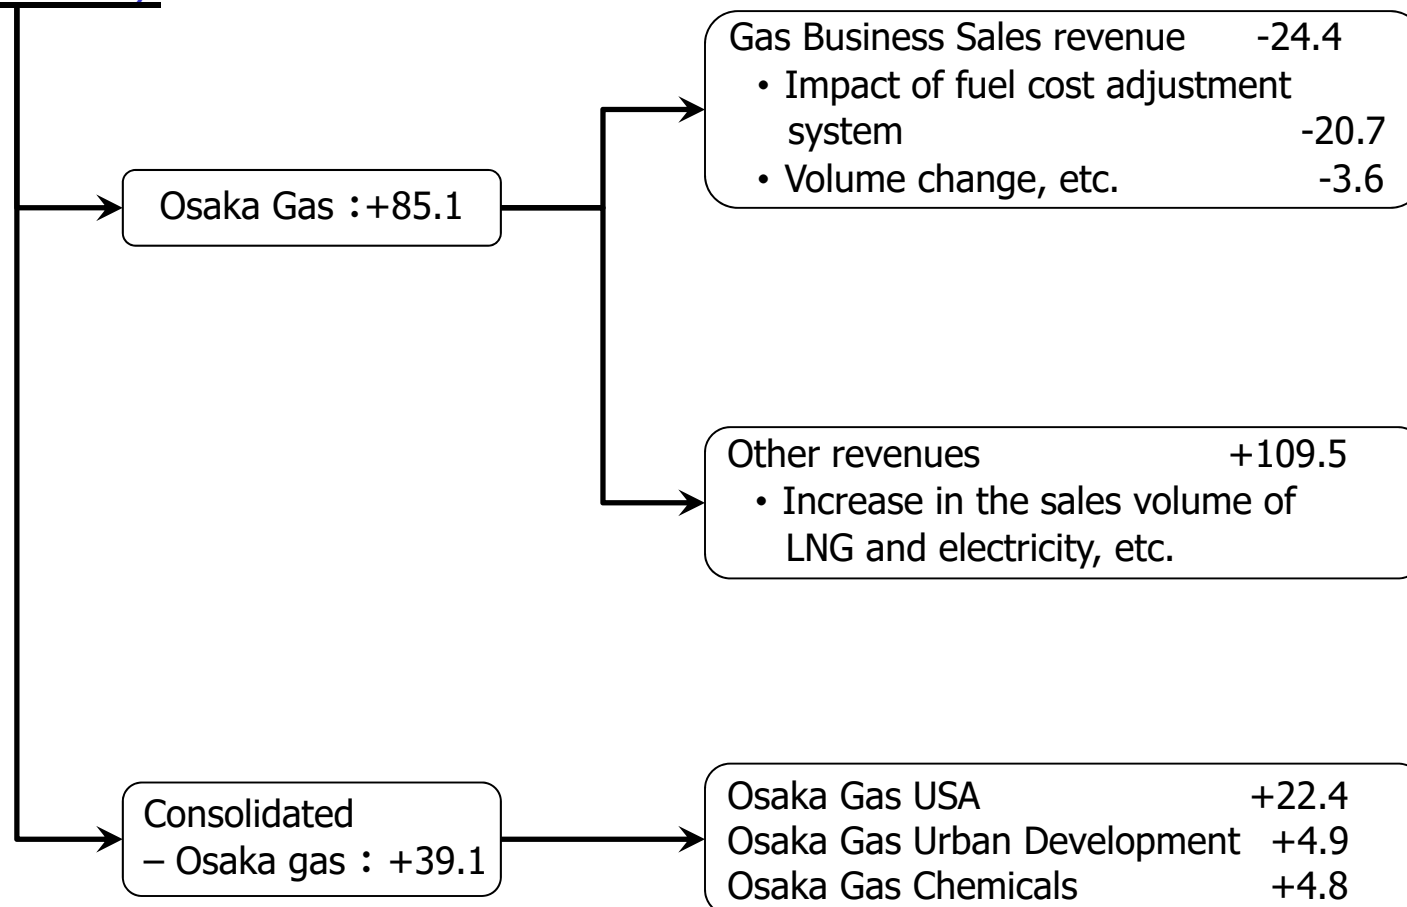 Osaka Gas :+85.1
Gas Business Sales revenue -24.4
・Impact of fuel cost adjustment
system -20.7
・Volume change, etc. -3.6
Other revenues +109.5
・Increase in the sales volume of
LNG and electricity, etc.
Consolidated
– Osaka gas : +39.1
Osaka Gas USA +22.4
Osaka Gas Urban Development +4.9
Osaka Gas Chemicals +4.8